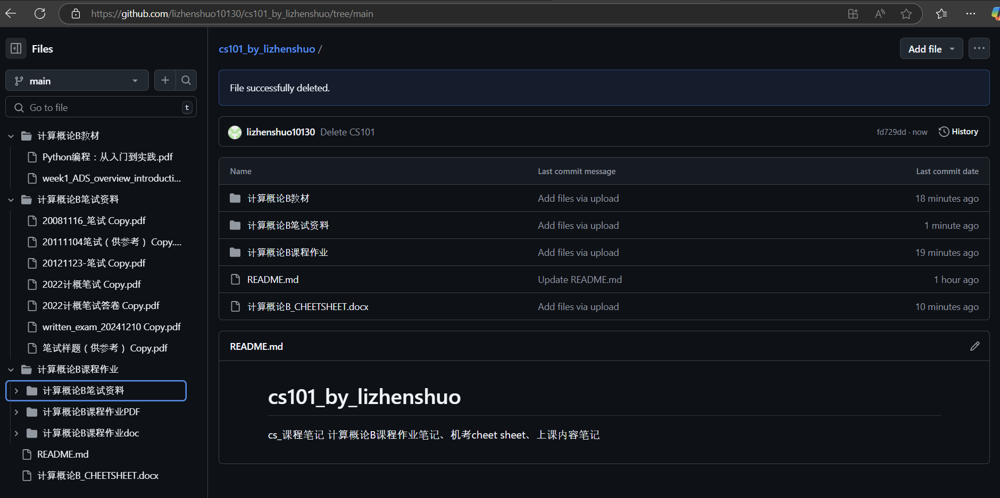 https://github.com/lizhenshuo10130/cs101_by_lizhenshuo/tree/main
Files
main
Go to file
t
计算概论B教材
Python编程：从入门到实践.pdf
week1_ADS_overview_introducti...
计算概论B笔试资料
20081116_笔试 Copy.pdf
20111104笔试（供参考） Copy....
20121123-笔试 Copy.pdf
2022计概笔试 Copy.pdf
2022计概笔试答卷 Copy.pdf
written_exam_20241210 Copy.pdf
笔试样题（供参考） Copy.pdf
计算概论B课程作业
计算概论B笔试资料
计算概论B课程作业PDF
计算概论B课程作业doc
README.md
计算概论B_CHEETSHEET.docx
cs101_by_lizhenshuo /
Add file
File successfully deleted.
lizhenshuo10130 Delete CS101 fd729dd · now History
Name Last commit message Last commit date
计算概论B教材 Add files via upload 18 minutes ago
计算概论B笔试资料 Add files via upload 1 minute ago
计算概论B课程作业 Add files via upload 19 minutes ago
README.md Update README.md 1 hour ago
计算概论B_CHEETSHEET.docx Add files via upload 10 minutes ago
README.md
cs101_by_lizhenshuo
cs_课程笔记 计算概论B课程作业笔记、机考cheet sheet、上课内容笔记